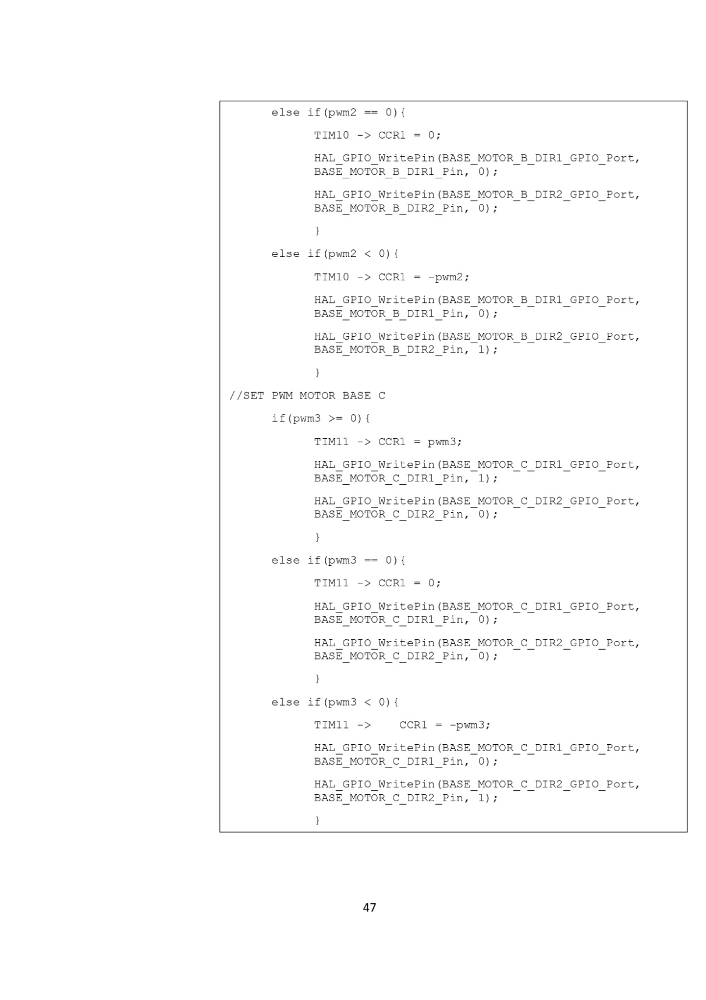 else if(pwm2 == 0){
TIM10 -> CCR1 = 0;
HAL_GPIO_WritePin(BASE_MOTOR_B_DIR1_GPIO_Port,
BASE_MOTOR_B_DIR1_Pin, 0);
HAL_GPIO_WritePin(BASE_MOTOR_B_DIR2_GPIO_Port,
BASE_MOTOR_B_DIR2_Pin, 0);
}
else if(pwm2 < 0){
TIM10 -> CCR1 = -pwm2;
HAL_GPIO_WritePin(BASE_MOTOR_B_DIR1_GPIO_Port,
BASE_MOTOR_B_DIR1_Pin, 0);
HAL_GPIO_WritePin(BASE_MOTOR_B_DIR2_GPIO_Port,
BASE_MOTOR_B_DIR2_Pin, 1);
}
//SET PWM MOTOR BASE C
if(pwm3 >= 0){
TIM11 -> CCR1 = pwm3;
HAL_GPIO_WritePin(BASE_MOTOR_C_DIR1_GPIO_Port,
BASE_MOTOR_C_DIR1_Pin, 1);
HAL_GPIO_WritePin(BASE_MOTOR_C_DIR2_GPIO_Port,
BASE_MOTOR_C_DIR2_Pin, 0);
}
else if(pwm3 == 0){
TIM11 -> CCR1 = 0;
HAL_GPIO_WritePin(BASE_MOTOR_C_DIR1_GPIO_Port,
BASE_MOTOR_C_DIR1_Pin, 0);
HAL_GPIO_WritePin(BASE_MOTOR_C_DIR2_GPIO_Port,
BASE_MOTOR_C_DIR2_Pin, 0);
}
else if(pwm3 < 0){
TIM11 ->    CCR1 = -pwm3;
HAL_GPIO_WritePin(BASE_MOTOR_C_DIR1_GPIO_Port,
BASE_MOTOR_C_DIR1_Pin, 0);
HAL_GPIO_WritePin(BASE_MOTOR_C_DIR2_GPIO_Port,
BASE_MOTOR_C_DIR2_Pin, 1);
}
47